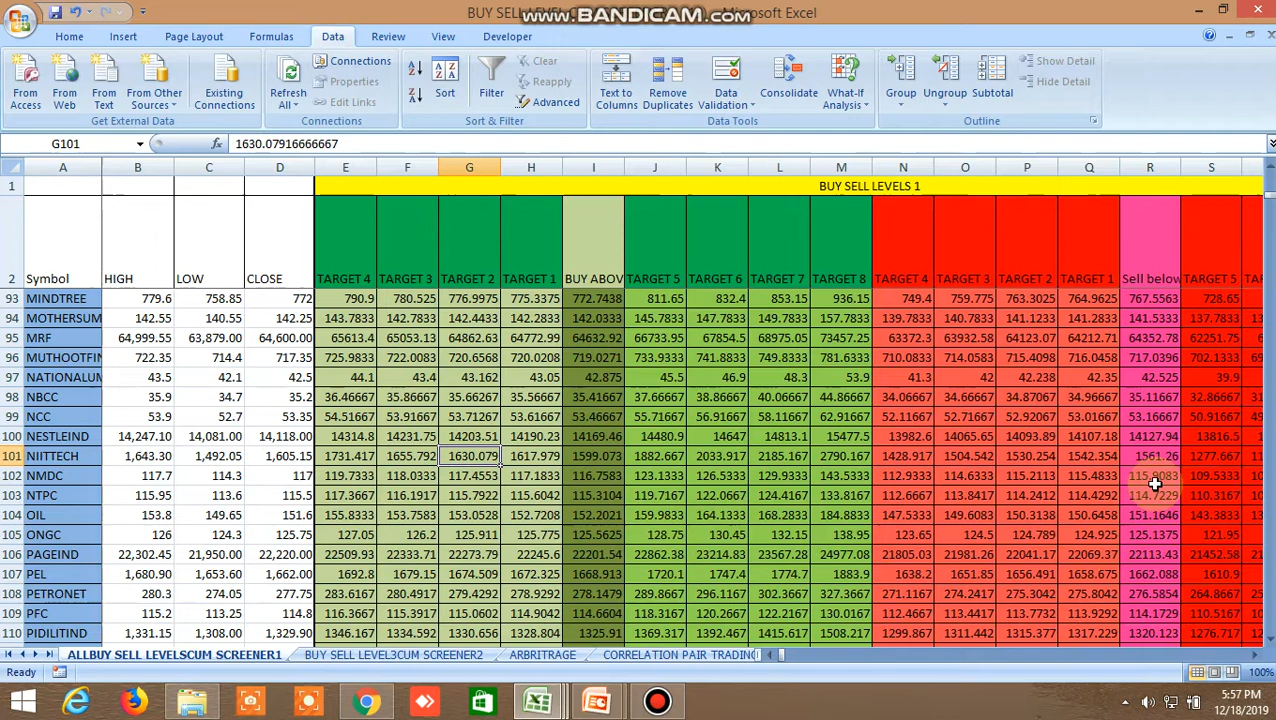 BUY SELL LEVEL
www.BANDICAM.com
Microsoft Excel
Home Insert Page Layout Formulas Data Review View Developer
From Access From Web From Text From Other Sources Existing Connections Refresh All Connections Properties Edit Links Sort Filter Clear Reapply Advanced Text to Columns Remove Duplicates Data Validation Consolidate What-If Analysis Group Ungroup Subtotal Show Detail Hide Detail
Get External Data Connections Sort & Filter Data Tools Outline
G101 fx 1630.07916666667
A B C D E F G H I J K L M N O P Q R S
1 BUY SELL LEVELS 1
2 Symbol HIGH LOW CLOSE TARGET 4 TARGET 3 TARGET 2 TARGET 1 BUY ABOV TARGET 5 TARGET 6 TARGET 7 TARGET 8 TARGET 4 TARGET 3 TARGET 2 TARGET 1 Sell below TARGET 5 TAR
93 MINDTREE 779.6 758.85 772 790.9 780.525 776.9975 775.3375 772.7438 811.65 832.4 853.15 936.15 749.4 759.775 763.3025 764.9625 767.5563 728.65
94 MOTHERSUM 142.55 140.55 142.25 143.7833 142.7833 142.4433 142.2833 142.0333 145.7833 147.7833 149.7833 157.7833 139.7833 140.7833 141.1233 141.2833 141.5333 137.7833 13
95 MRF 64,999.55 63,879.00 64,600.00 65613.4 65053.13 64862.63 64772.99 64632.92 66733.95 67854.5 68975.05 73457.25 63372.3 63932.58 64123.07 64212.71 64352.78 62251.75 63
96 MUTHOOTFIN 722.35 714.4 717.35 725.9833 722.0083 720.6568 720.0208 719.0271 733.9333 741.8833 749.8333 781.6333 710.0833 714.0583 715.4098 716.0458 717.0396 702.1333 69
97 NATIONALUM 43.5 42.1 42.5 44.1 43.4 43.162 43.05 42.875 45.5 46.9 48.3 53.9 41.3 42 42.238 42.35 42.525 39.9
98 NBCC 35.9 34.7 35.2 36.46667 35.86667 35.66267 35.56667 35.41667 37.66667 38.86667 40.06667 44.86667 34.06667 34.66667 34.87067 34.96667 35.11667 32.86667 31
99 NCC 53.9 52.7 53.35 54.51667 53.91667 53.71267 53.61667 53.46667 55.71667 56.91667 58.11667 62.91667 52.11667 52.71667 52.92067 53.01667 53.16667 50.91667 49
100 NESTLEIND 14,247.10 14,081.00 14,118.00 14314.8 14231.75 14203.51 14190.23 14169.46 14480.9 14647 14813.1 15477.5 13982.6 14065.65 14093.89 14107.18 14127.94 13816.5 1
101 NIITTECH 1,643.30 1,492.05 1,605.15 1731.417 1655.792 1630.079 1617.979 1599.073 1882.667 2033.917 2185.167 2790.167 1428.917 1504.542 1530.254 1542.354 1561.26 1277.667 11
102 NMDC 117.7 114.3 117 119.7333 118.0333 117.4553 117.1833 116.7583 123.1333 126.5333 129.9333 143.5333 112.9333 114.6333 115.2113 115.4833 115.9083 109.5333 10
103 NTPC 115.95 113.6 115.7 117.3667 116.1917 115.7922 115.6042 115.3104 119.7167 122.0667 124.4167 133.8167 112.6667 113.8417 114.2412 114.4292 114.7229 110.3167 10
104 OIL 153.8 149.65 151.6 155.8333 153.7583 153.0528 152.7208 152.2021 159.9833 164.1333 168.2833 184.8833 147.5333 149.6083 150.3138 150.6458 151.1646 143.3833 13
105 ONGC 126 124.3 125.75 127.05 126.2 125.911 125.775 125.5625 128.75 130.45 132.15 138.95 123.65 124.5 124.789 124.925 125.1375 121.95
106 PAGEIND 22,302.45 21,950.00 22,220.00 22509.93 22333.71 22273.79 22245.6 22201.54 22862.38 23214.83 23567.28 24977.08 21805.03 21981.26 22041.17 22069.37 22113.43 21452.58 21
107 PEL 1,680.90 1,653.60 1,662.00 1692.8 1679.15 1674.509 1672.325 1668.913 1720.1 1747.4 1774.7 1883.9 1638.2 1651.85 1656.491 1658.675 1662.088 1610.9
108 PETRONET 280.3 274.05 277.75 283.6167 280.4917 279.4292 278.9292 278.1479 289.8667 296.1167 302.3667 327.3667 271.1167 274.2417 275.3042 275.8042 276.5854 264.8667 25
109 PFC 115.2 113.25 114.8 116.3667 115.3917 115.0602 114.9042 114.6604 118.3167 120.2667 122.2167 130.0167 112.4667 113.4417 113.7732 113.9292 114.1729 110.5167 10
110 PIDILITIND 1,331.15 1,308.00 1,329.90 1346.167 1334.592 1330.656 1328.804 1325.91 1369.317 1392.467 1415.617 1508.217 1299.867 1311.442 1315.377 1317.229 1320.123 1276.717 12
ALLBUY SELL LEVELSCUM SCREENER1 BUY SELL LEVEL3CUM SCREENER2 ARBITRAGE CORRELATION PAIR TRADING
Ready 100%
5:57 PM
12/18/2019